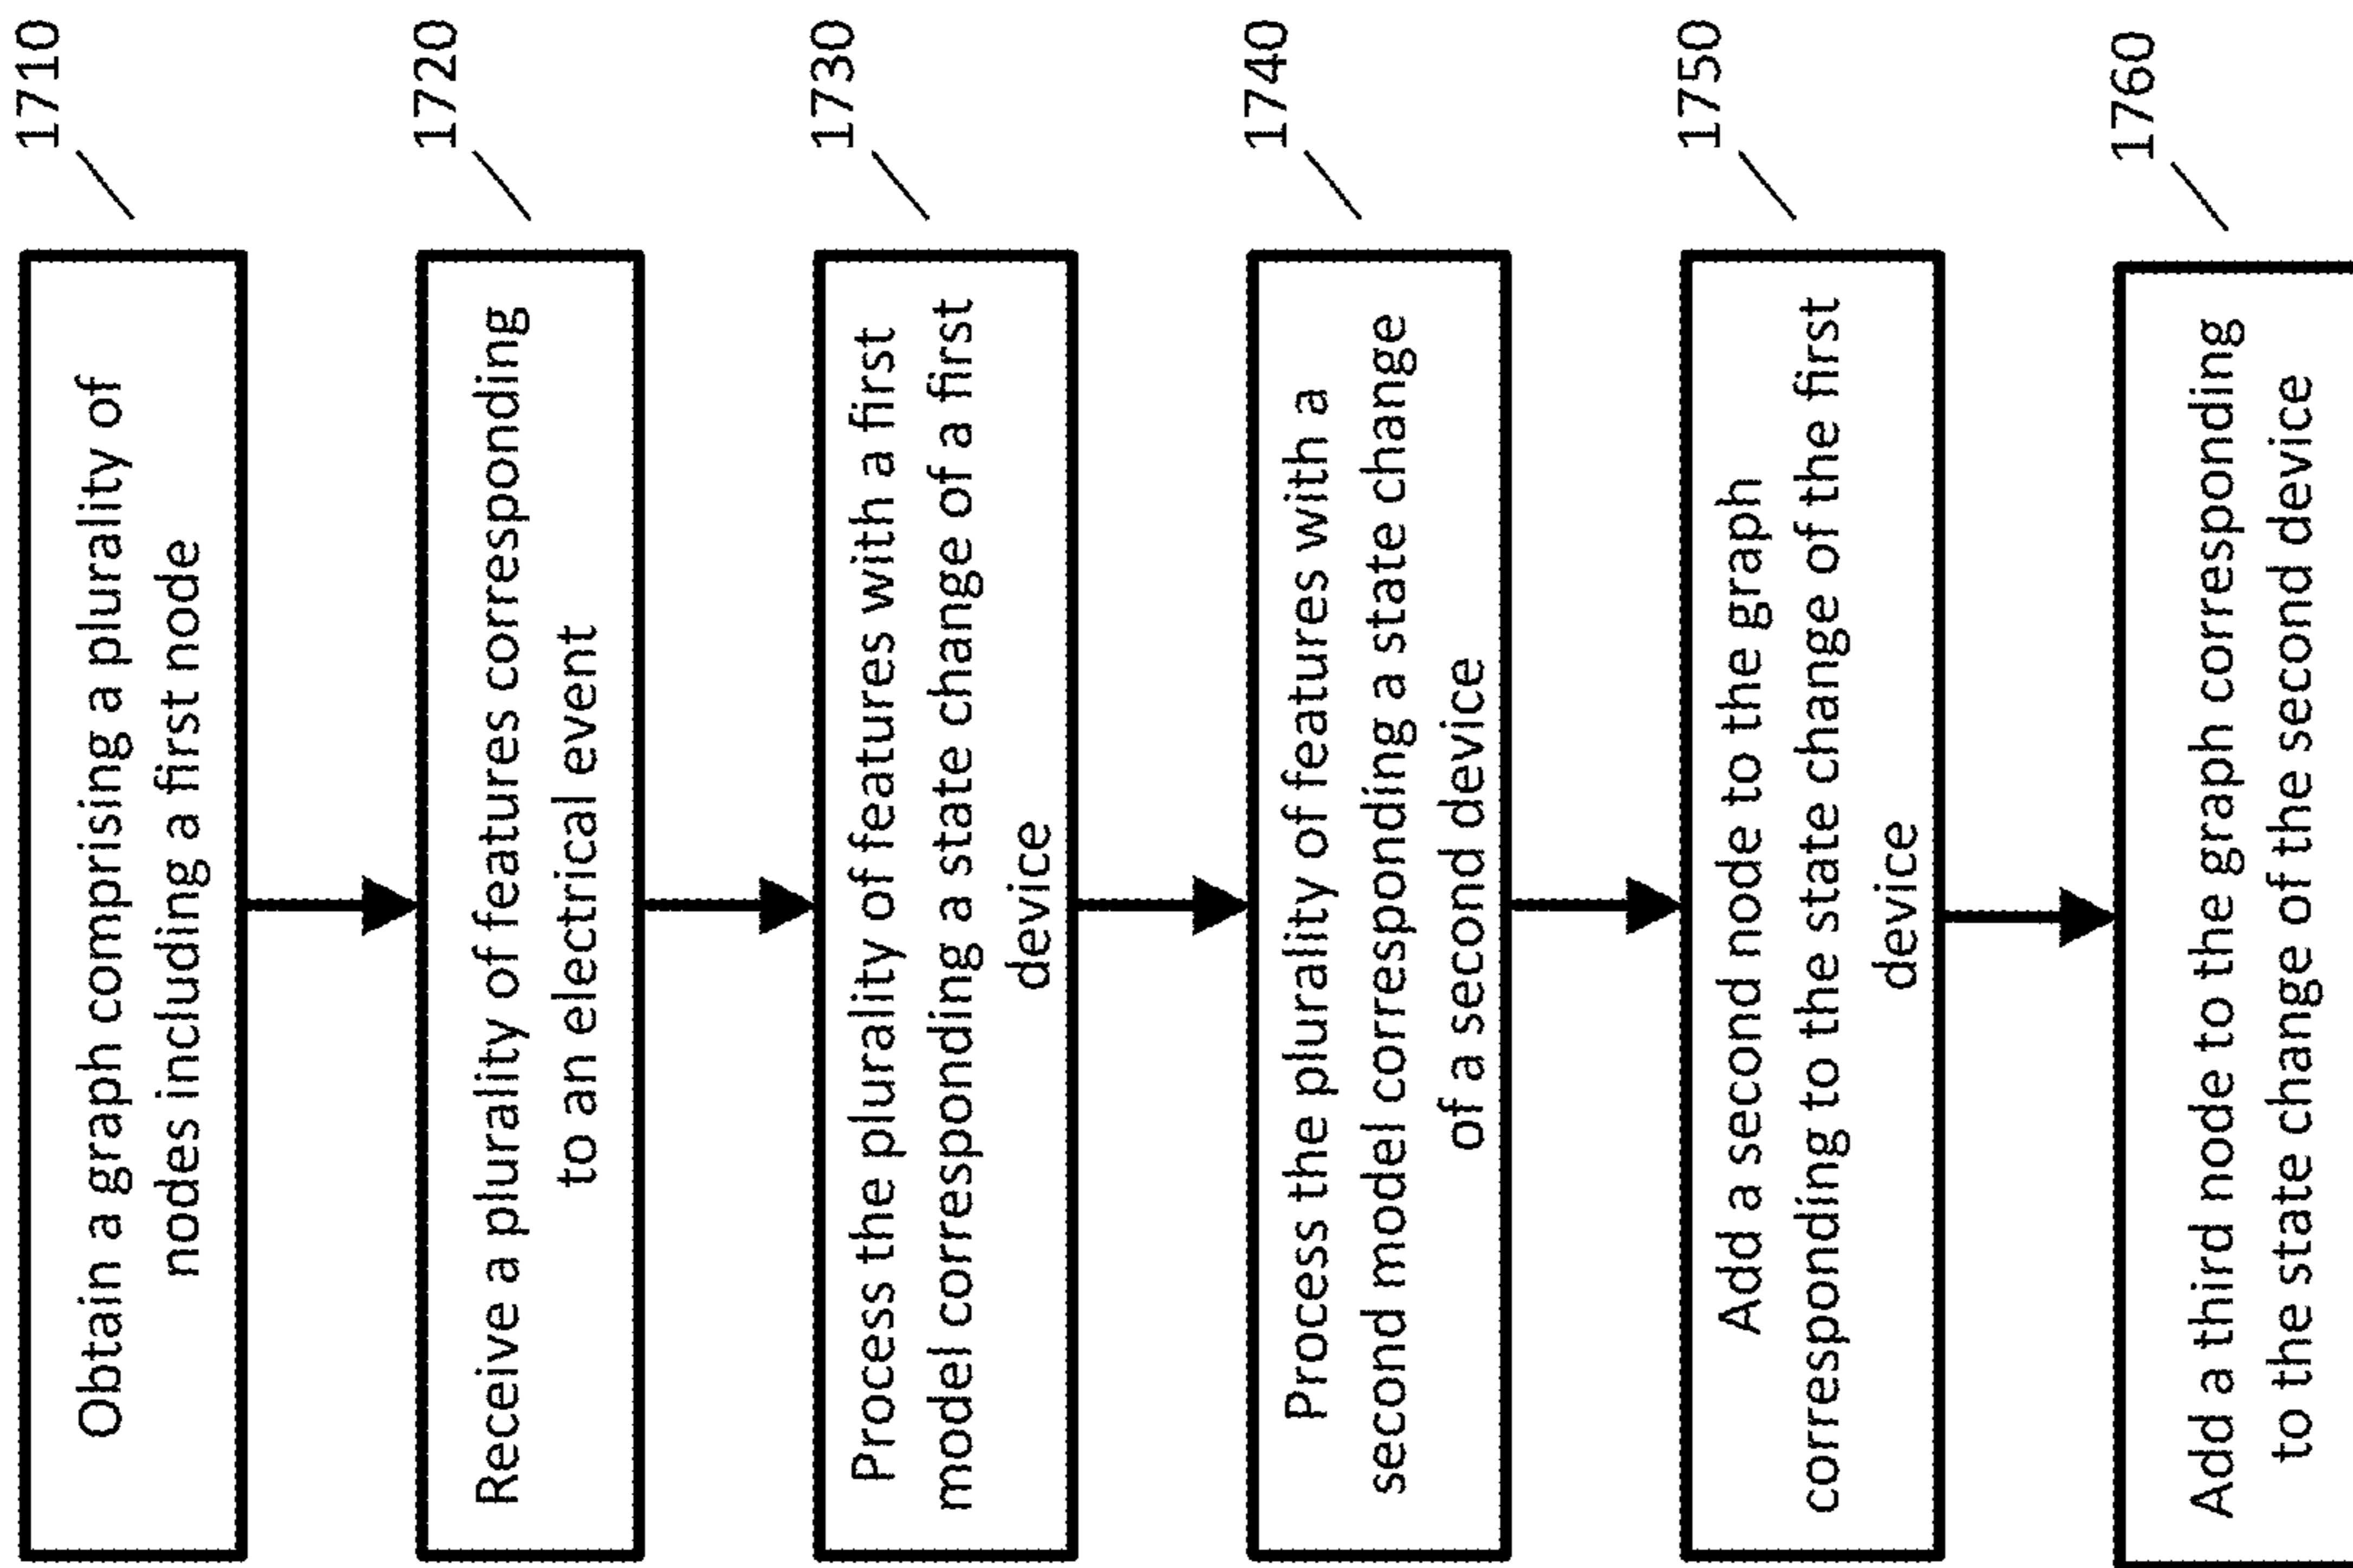 1710
Obtain a graph comprising a plurality of
nodes including a first node
1720
Receive a plurality of features corresponding
to an electrical event
1730
Process the plurality of features with a first
model corresponding a state change of a first
device
1740
Process the plurality of features with a
second model corresponding a state change
of a second device
1750
Add a second node to the graph
corresponding to the state change of the first
device
1760
Add a third node to the graph corresponding
to the state change of the second device